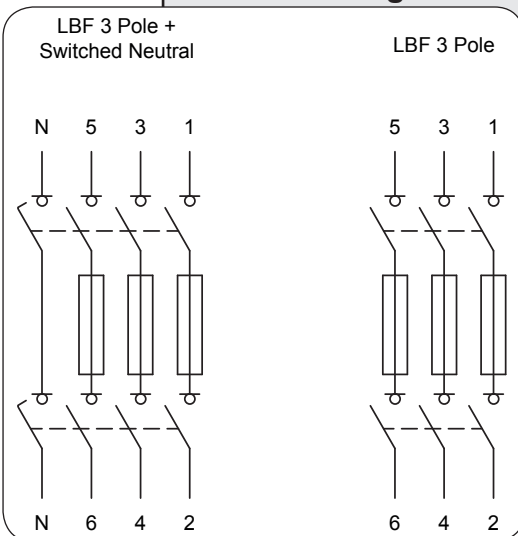 LBF 3 Pole +
Switched Neutral
N 5 3 1
N 6 4 2
LBF 3 Pole
5 3 1
6 4 2